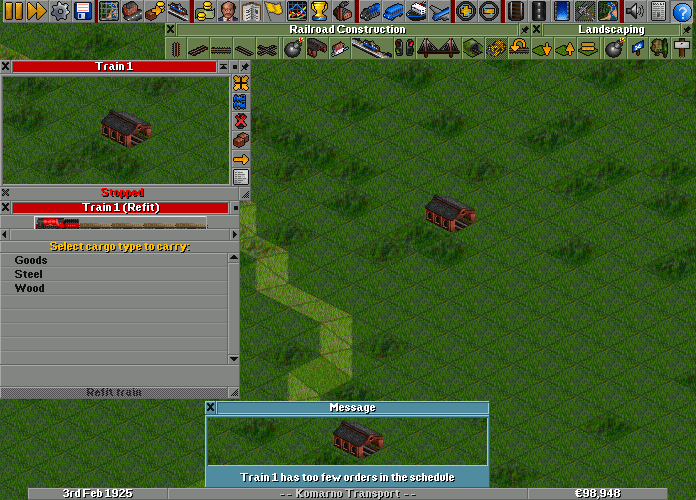 Railroad Construction
Landscaping
Train 1
Stopped
Train 1 (Refit)
Select cargo type to carry:
Goods
Steel
Wood
Refit train
Message
Train 1 has too few orders in the schedule
3rd Feb 1925
-- Komarno Transport --
€98,948